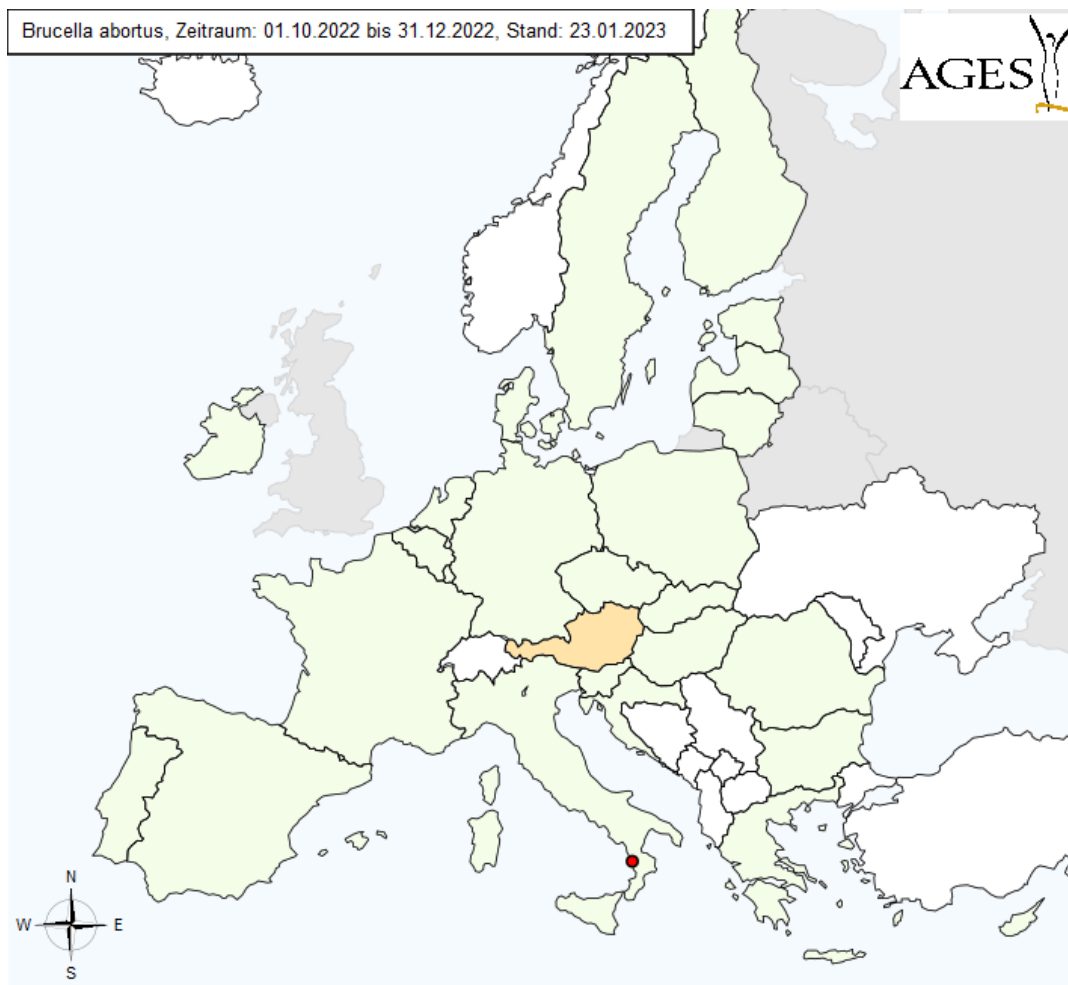 Brucella abortus, Zeitraum: 01.10.2022 bis 31.12.2022, Stand: 23.01.2023
AGES
N
W E
S